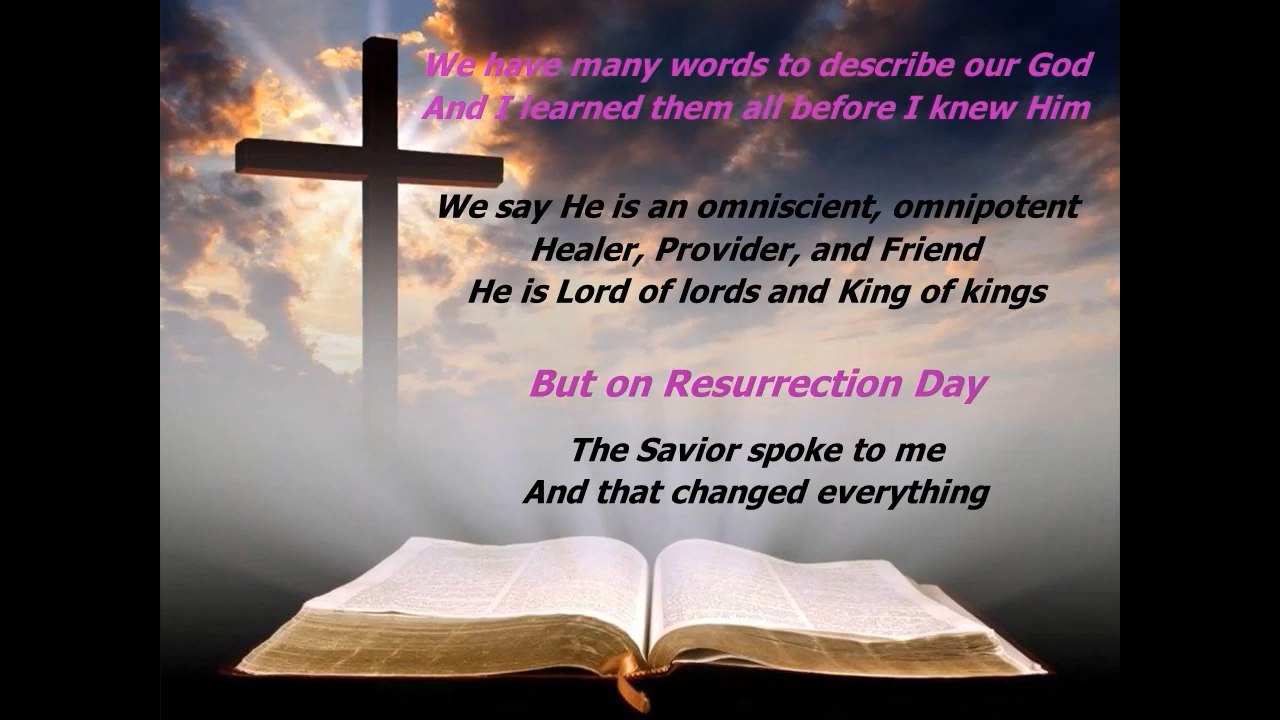 We have many words to describe our God
And I learned them all before I knew Him
We say He is an omniscient, omnipotent
Healer, Provider, and Friend
He is Lord of lords and King of kings
But on Resurrection Day
The Savior spoke to me
And that changed everything